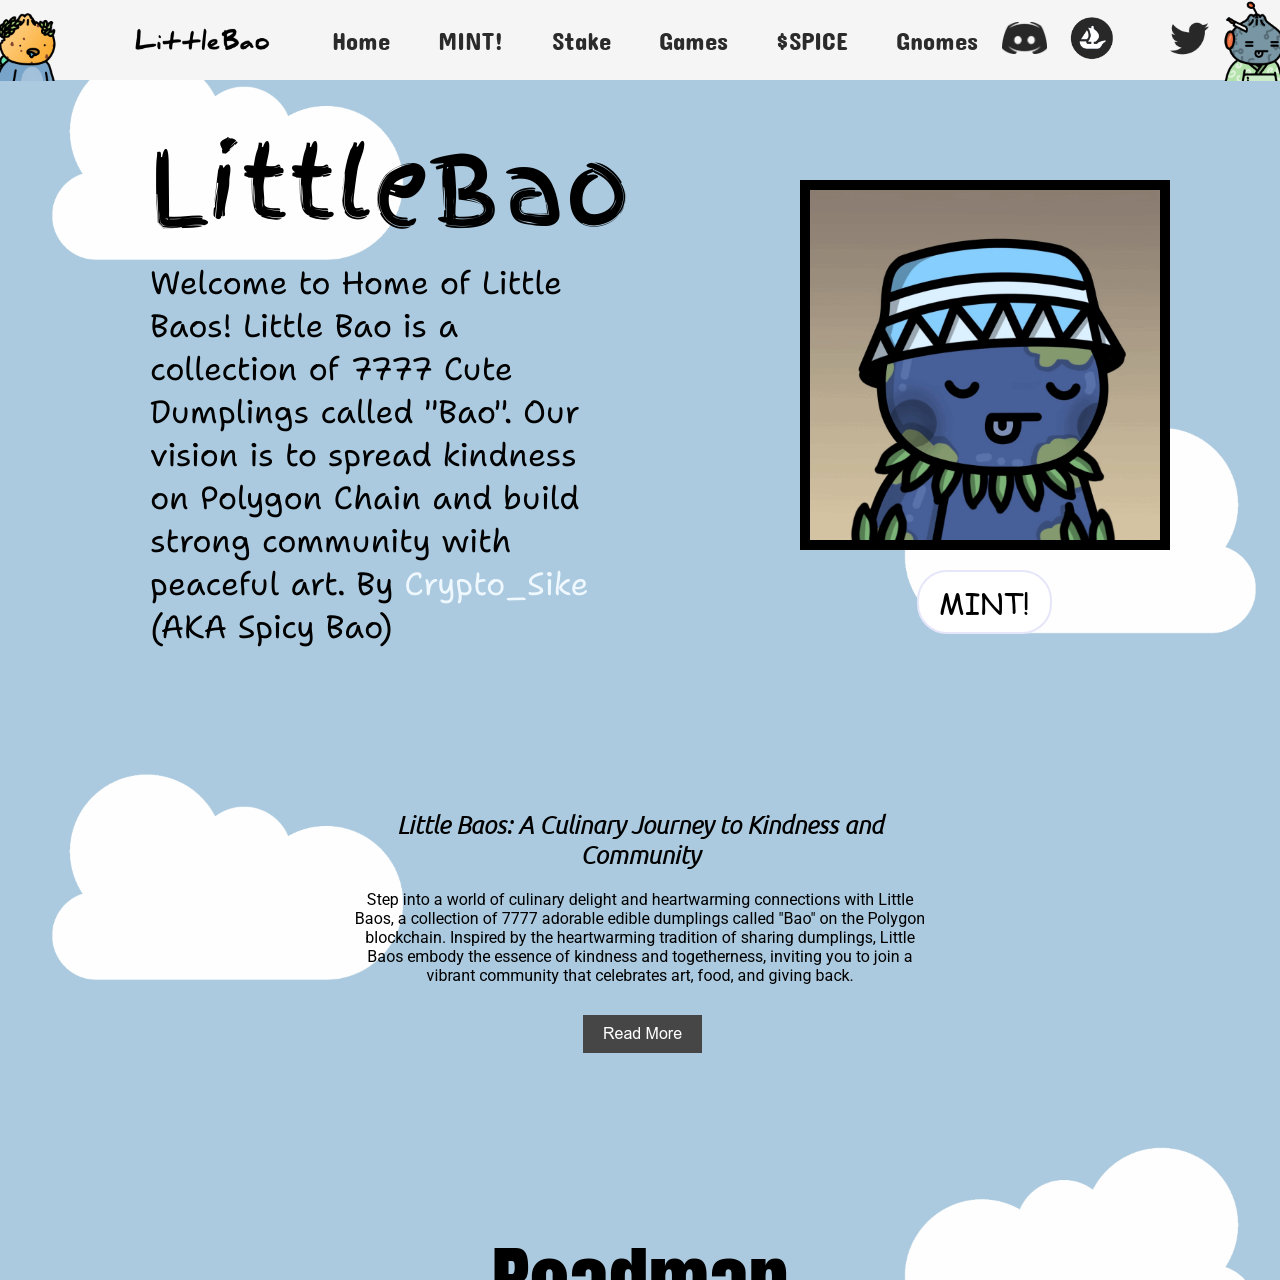 LittleBao
Home
MINT!
Stake
Games
$SPICE
Gnomes
LittleBao
Welcome to Home of Little
Baos! Little Bao is a
collection of 7777 Cute
Dumplings called "Bao". Our
vision is to spread kindness
on Polygon Chain and build
strong community with
peaceful art. By Crypto_Sike
(AKA Spicy Bao)
MINT!
Little Baos: A Culinary Journey to Kindness and
Community
Step into a world of culinary delight and heartwarming connections with Little
Baos, a collection of 7777 adorable edible dumplings called "Bao" on the Polygon
blockchain. Inspired by the heartwarming tradition of sharing dumplings, Little
Baos embody the essence of kindness and togetherness, inviting you to join a
vibrant community that celebrates art, food, and giving back.
Read More
Roadmap